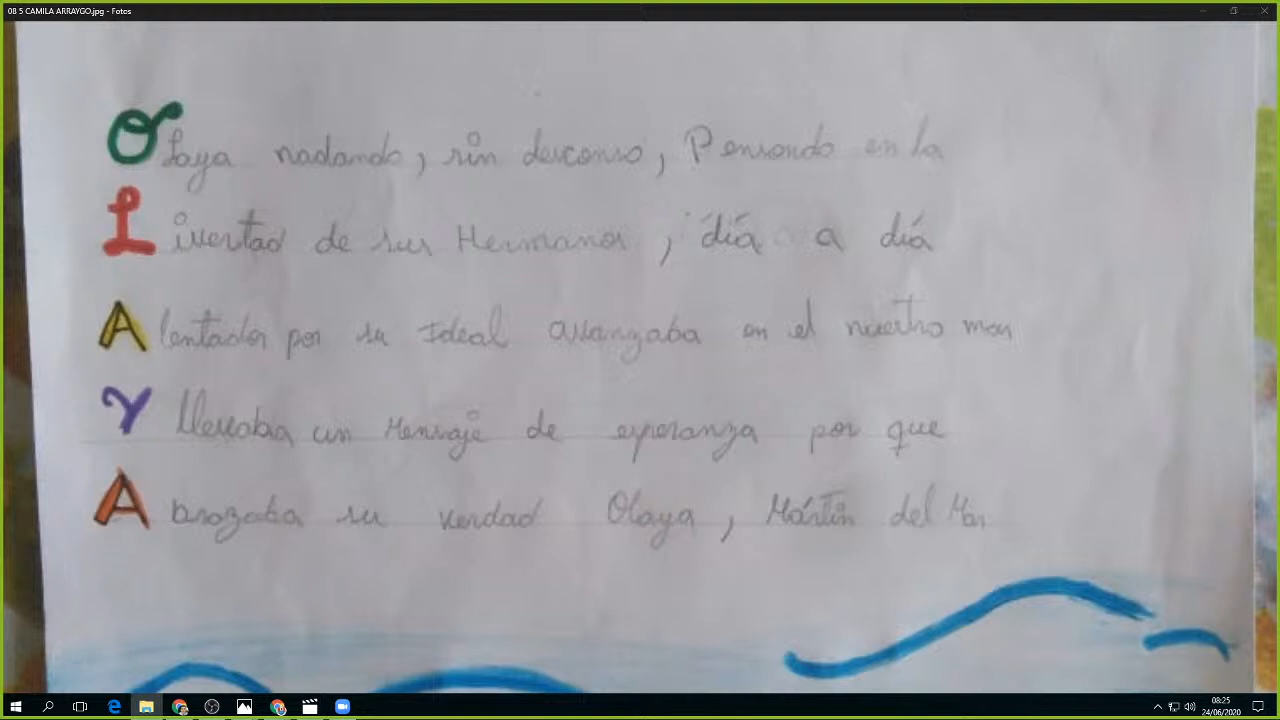 08 5 CAMILA ARRAYGO.jpg - Fotos
Olaya nadando, sin descanso, Pensando en la
Livertad de sus Hermanos, día a día
Alentador por su Ideal avanzaba en el nuestro mar
Y llevaba un Mensaje de esperanza por que
Abrazaba su verdad Olaya, Mártin del Mar
08:25
24/06/2020